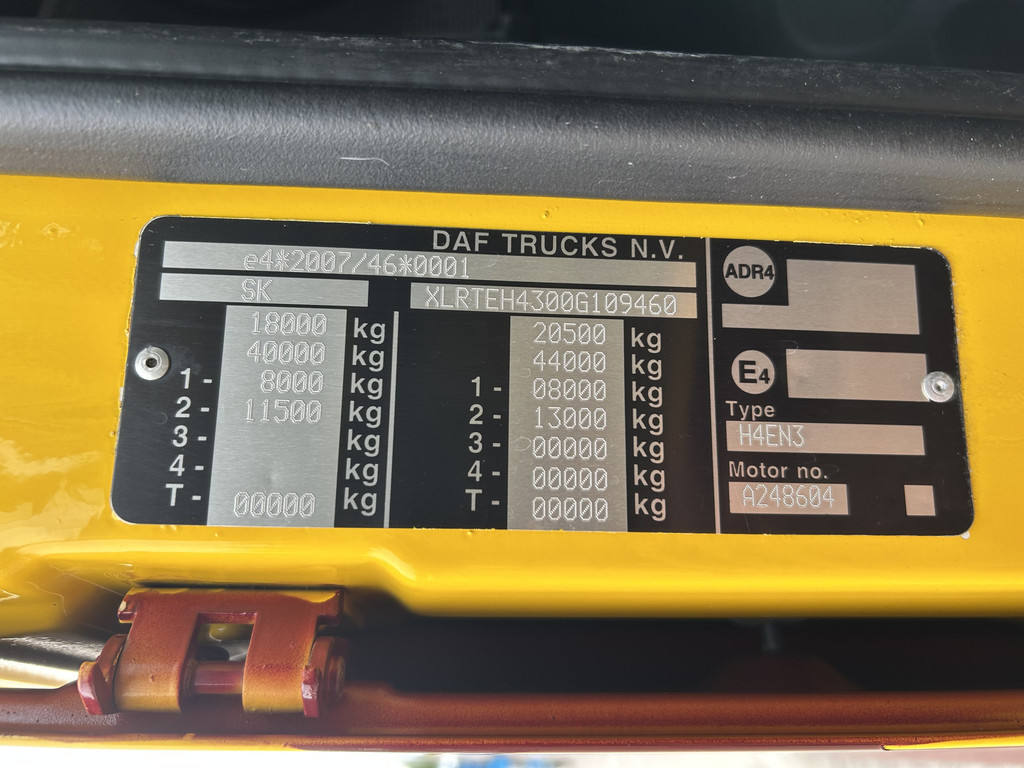 DAF TRUCKS N.V.
e4*2007/46*0001
SK
XLRTEH4300G109460
18000 kg
40000 kg
1- 8000 kg
2- 11500 kg
3- kg
4- kg
T- 00000 kg
20500 kg
44000 kg
1- 08000 kg
2- 13000 kg
3- 00000 kg
4- 00000 kg
T- 00000 kg
ADR4
E4
Type
H4EN3
Motor no.
A248604